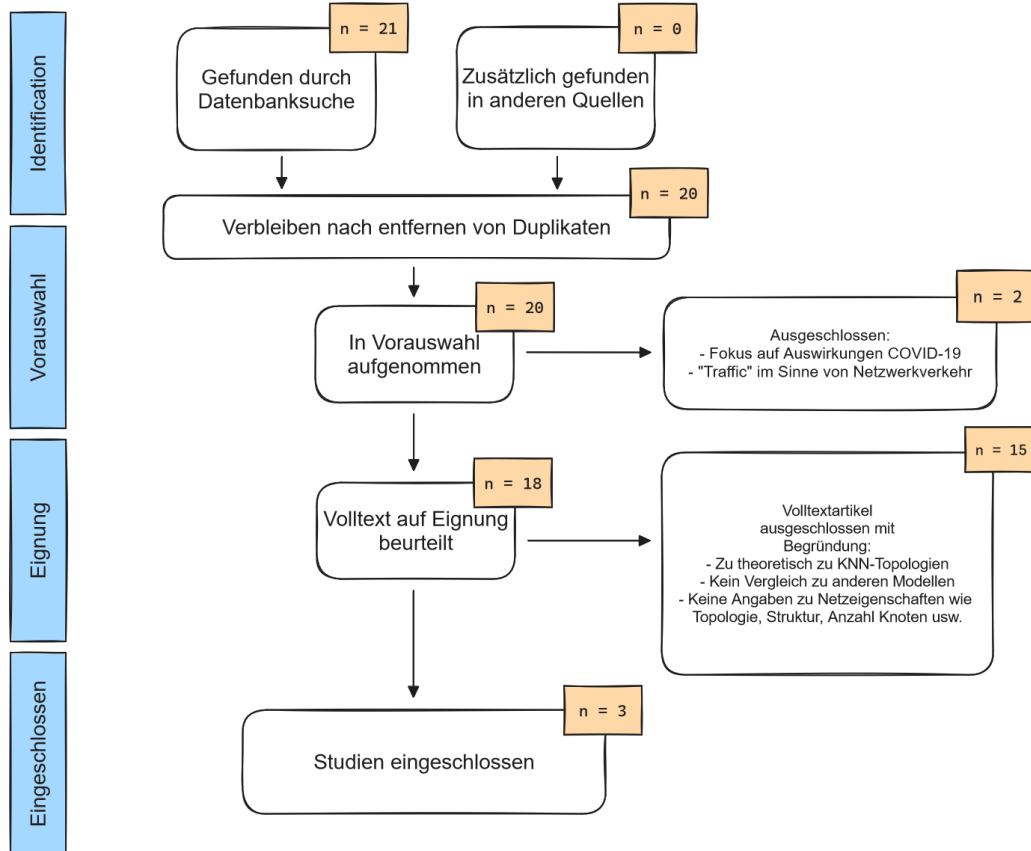 Identification
n = 21
Gefunden durch
Datenbanksuche
n = 0
Zusätzlich gefunden
in anderen Quellen
n = 20
Verbleiben nach entfernen von Duplikaten
Vorauswahl
n = 20
In Vorauswahl
aufgenommen
n = 2
Ausgeschlossen:
- Fokus auf Auswirkungen COVID-19
- "Traffic" im Sinne von Netzwerkverkehr
Eignung
n = 18
Volltext auf Eignung
beurteilt
n = 15
Volltextartikel
ausgeschlossen mit
Begründung:
- Zu theoretisch zu KNN-Topologien
- Kein Vergleich zu anderen Modellen
- Keine Angaben zu Netzeigenschaften wie
Topologie, Struktur, Anzahl Knoten usw.
Eingeschlossen
n = 3
Studien eingeschlossen